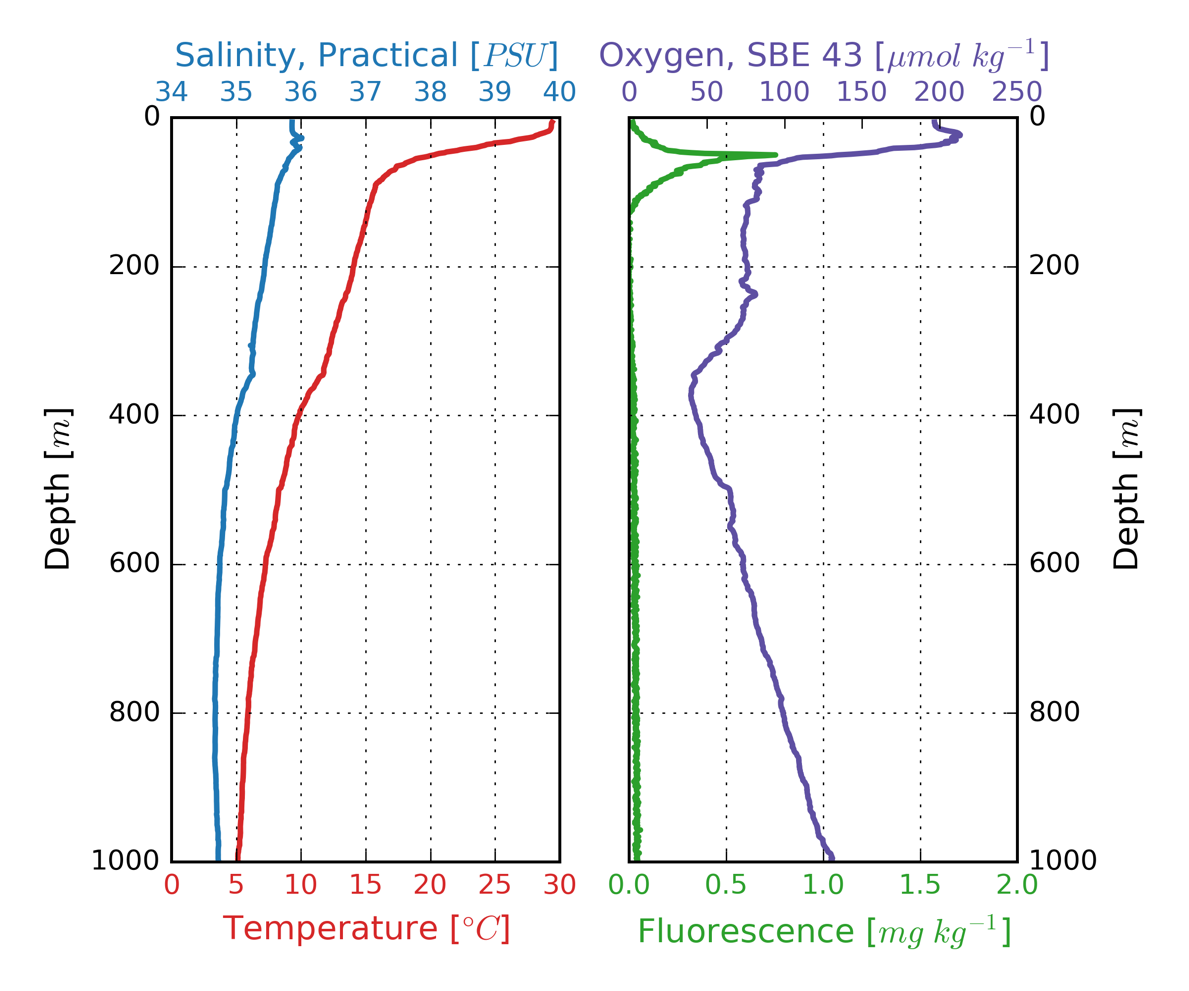 Salinity, Practical [PSU]
34 35 36 37 38 39 40
Oxygen, SBE 43 [μmol kg⁻¹]
0 50 100 150 200 250
0
200
400
600
800
1000
Depth [m]
0
200
400
600
800
1000
Depth [m]
0 5 10 15 20 25 30
Temperature [°C]
0.0 0.5 1.0 1.5 2.0
Fluorescence [mg kg⁻¹]